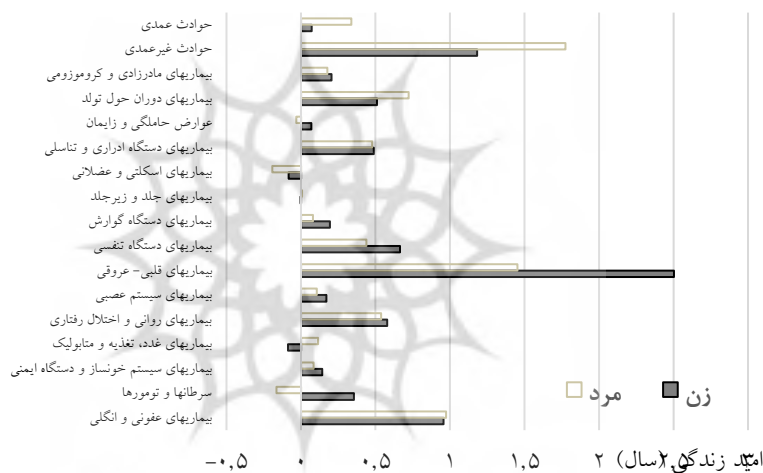 حوادث عمدی
حوادث غیرعمدی
بیماریهای مادرزادی و کروموزومی
بیماریهای دوران حول تولد
عوارض حاملگی و زایمان
بیماریهای دستگاه ادراری و تناسلی
بیماریهای اسکلتی و عضلانی
بیماریهای جلد و زیرجلد
بیماریهای دستگاه گوارش
بیماریهای دستگاه تنفسی
بیماریهای قلبی- عروقی
بیماریهای سیستم عصبی
بیماریهای روانی و اختلال رفتاری
بیماریهای غدد، تغذیه و متابولیک
بیماریهای سیستم خونساز و دستگاه ایمنی
سرطانها و تومورها
بیماریهای عفونی و انگلی
زن مرد
-۰,۵ ۰ ۰,۵ ۱ ۱,۵ ۲ ۲,۵ ۳
امید زندگی (سال)